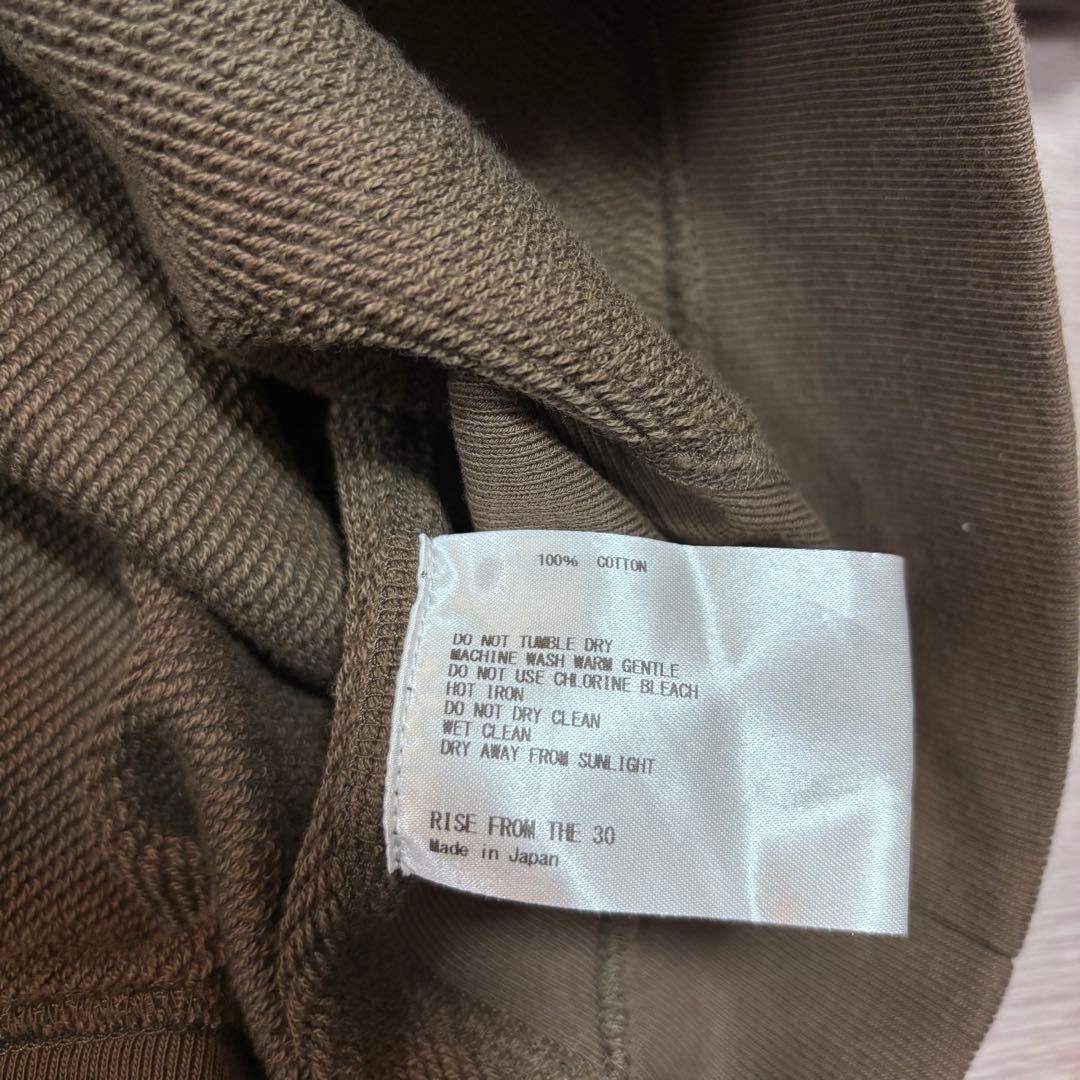 100% COTTON
DO NOT TUMBLE DRY
MACHINE WASH WARM GENTLE
DO NOT USE CHLORINE BLEACH
HOT IRON
DO NOT DRY CLEAN
WET CLEAN
DRY AWAY FROM SUNLIGHT
RISE FROM THE 30
Made in Japan